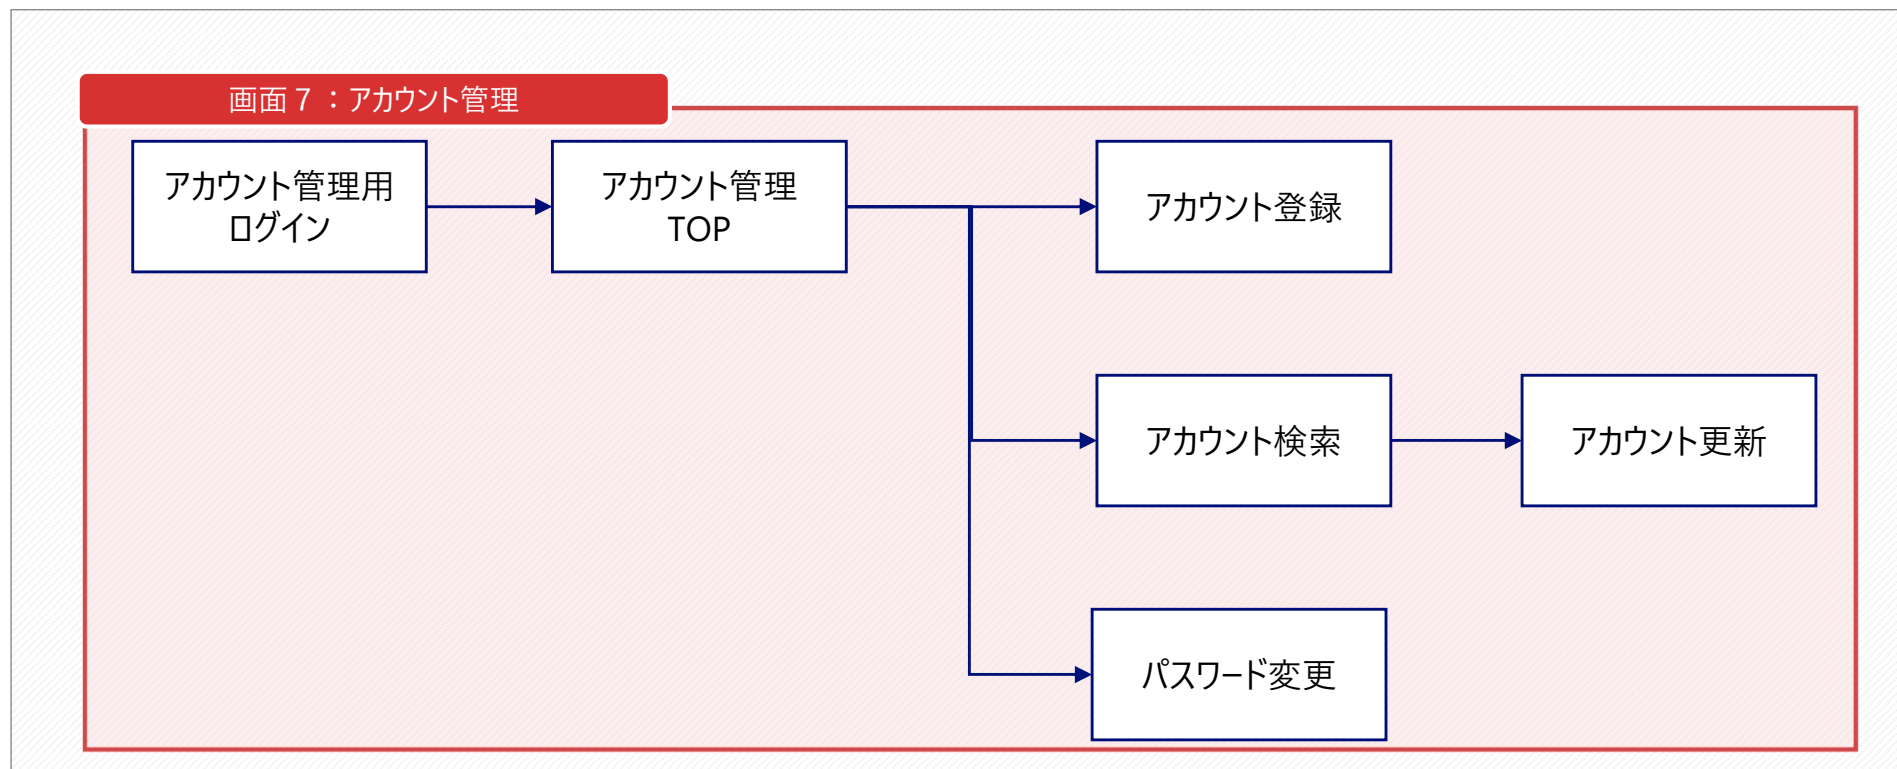 画面７：アカウント管理
アカウント管理用
ログイン
アカウント管理
TOP
アカウント登録
アカウント検索
アカウント更新
パスワード変更